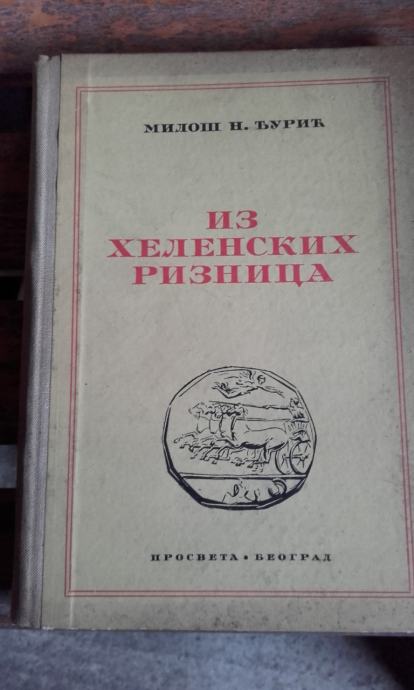 МИЛОШ Н. ЂУРИЋ
ИЗ
ХЕЛЕНСКИХ
РИЗНИЦА
ПРОСВЕТА • БЕОГРАД